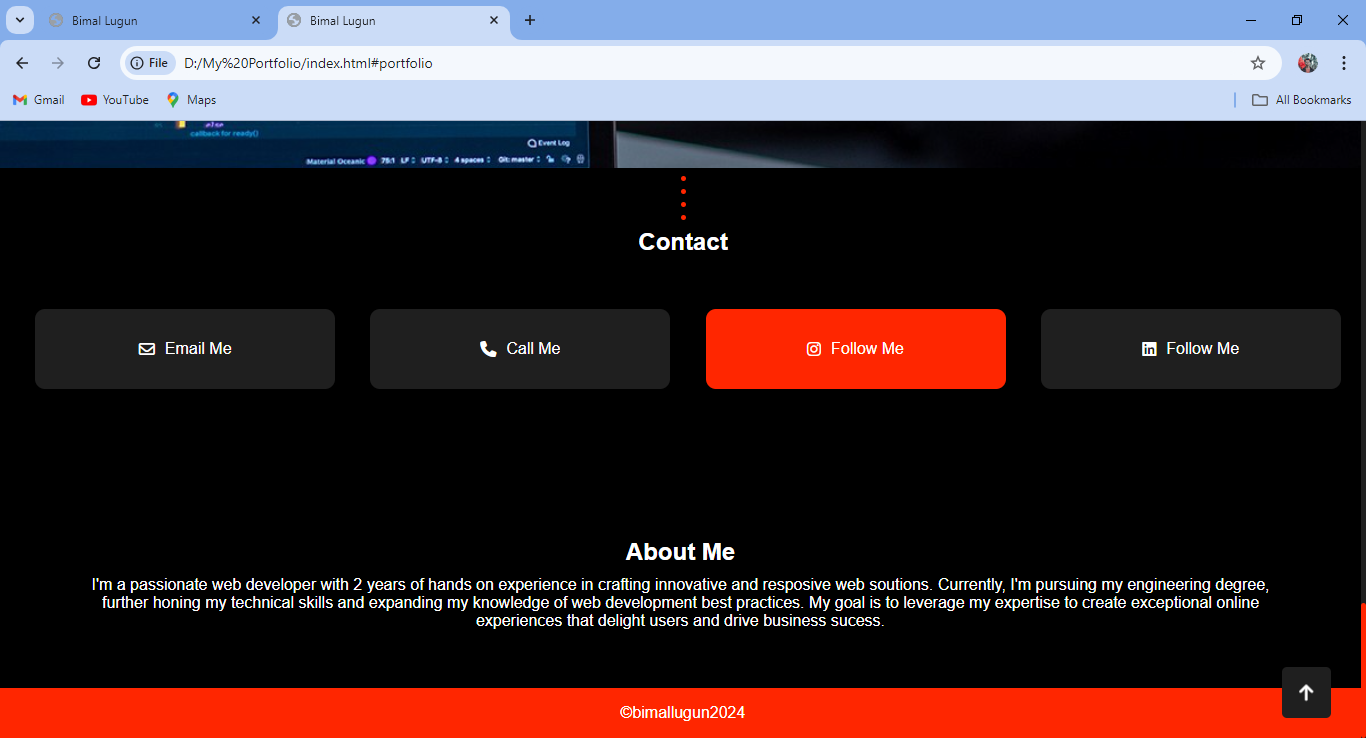 Bimal Lugun
Bimal Lugun
File
D:/My%20Portfolio/index.html#portfolio
Gmail
YouTube
Maps
All Bookmarks
else
callback for ready()
Event Log
Material Oceanic 75:1 LF UTF-8 4 spaces Git: master
Contact
Email Me
Call Me
Follow Me
Follow Me
About Me
I'm a passionate web developer with 2 years of hands on experience in crafting innovative and resposive web soutions. Currently, I'm pursuing my engineering degree,
further honing my technical skills and expanding my knowledge of web development best practices. My goal is to leverage my expertise to create exceptional online
experiences that delight users and drive business sucess.
©bimallugun2024